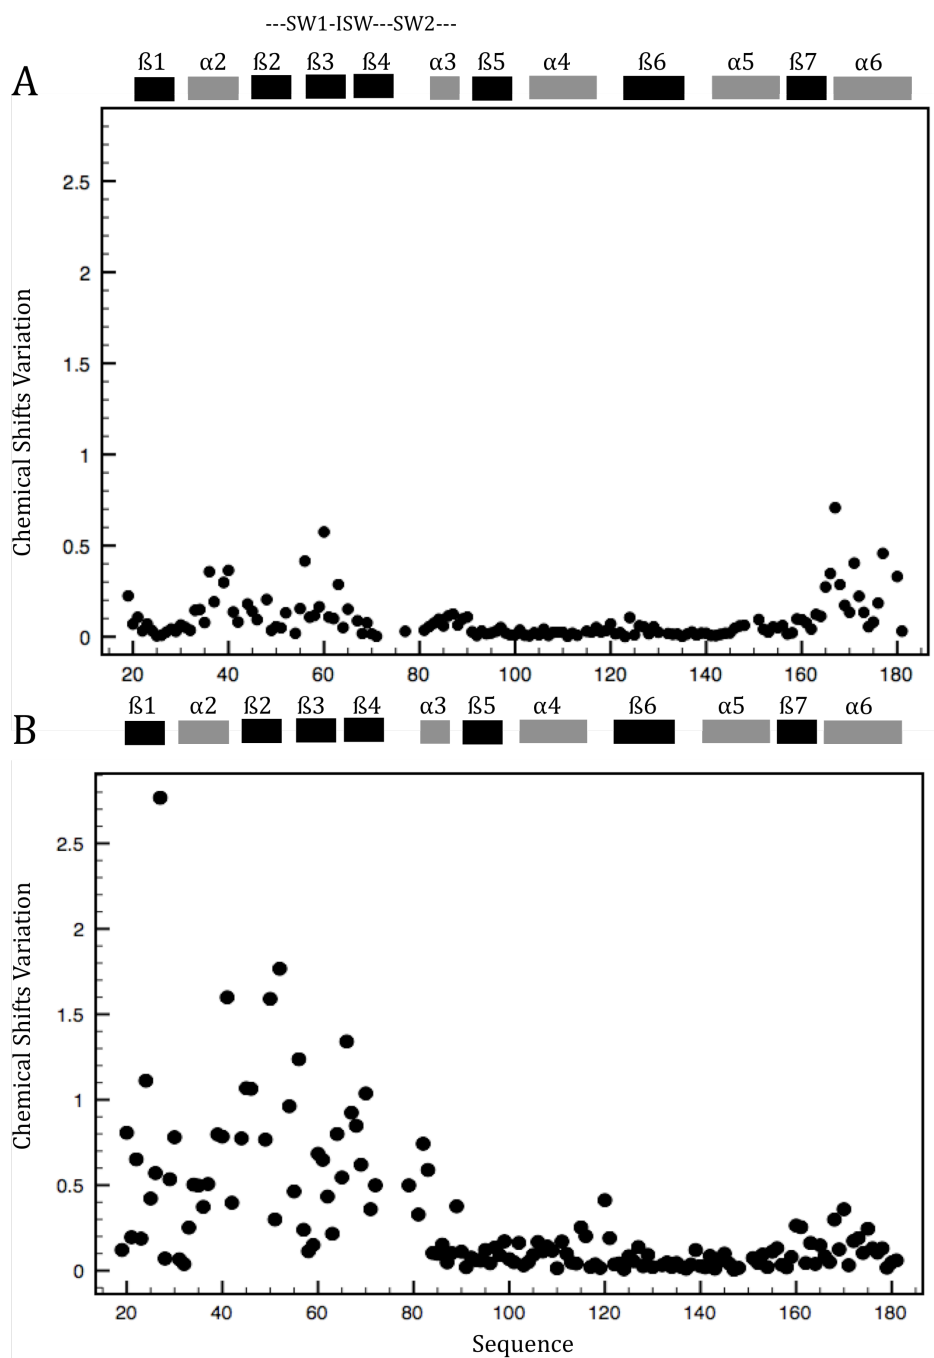 ---SW1-ISW---SW2---
ß1 α2 ß2 ß3 ß4 α3 ß5 α4 ß6 α5 ß7 α6
A
2.5
2
1.5
1
0.5
0
Chemical Shifts Variation
20 40 60 80 100 120 140 160 180
ß1 α2 ß2 ß3 ß4 α3 ß5 α4 ß6 α5 ß7 α6
B
2.5
2
1.5
1
0.5
0
Chemical Shifts Variation
20 40 60 80 100 120 140 160 180
Sequence